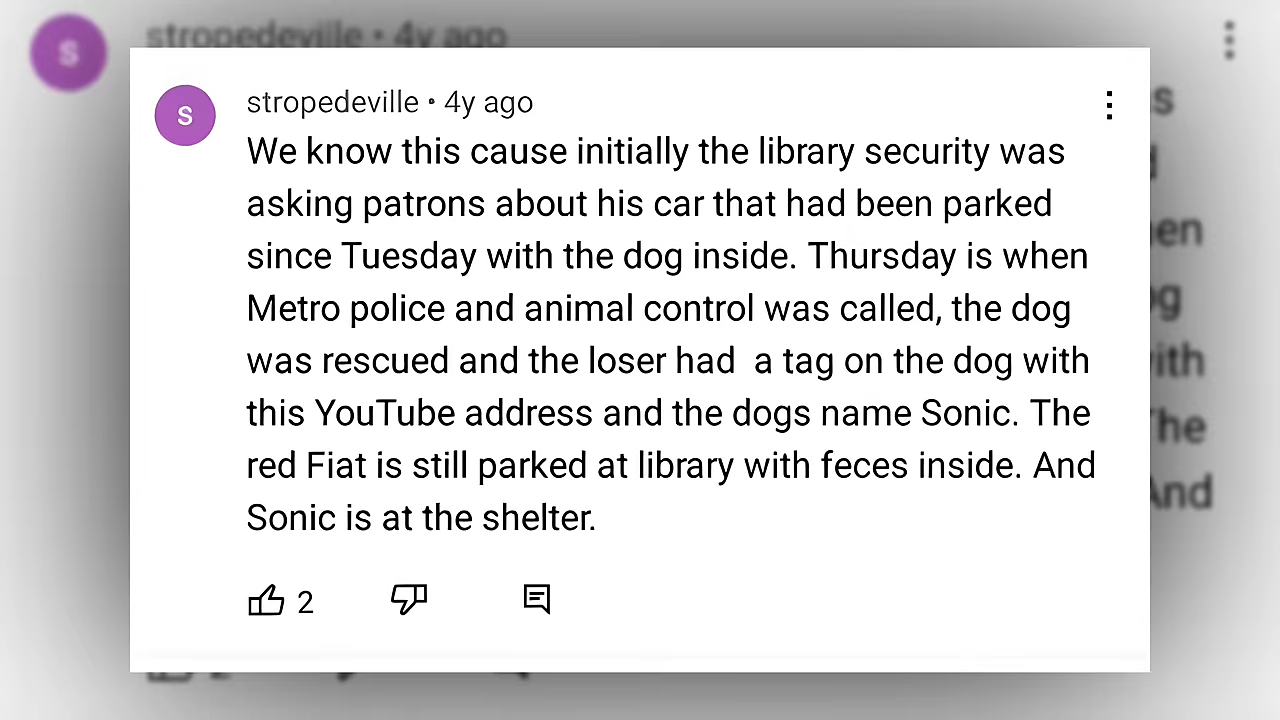 stropedeville • 4y ago
S
stropedeville • 4y ago
We know this cause initially the library security was
asking patrons about his car that had been parked
since Tuesday with the dog inside. Thursday is when
Metro police and animal control was called, the dog
was rescued and the loser had  a tag on the dog with
this YouTube address and the dogs name Sonic. The
red Fiat is still parked at library with feces inside. And
Sonic is at the shelter.
2